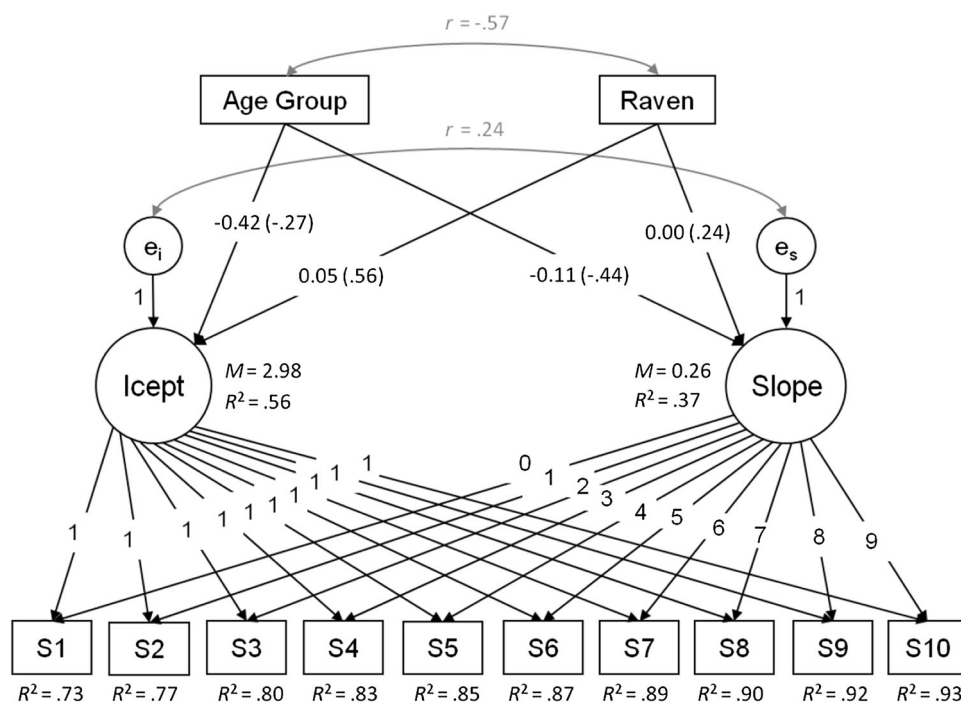 r = -.57
Age Group
Raven
r = .24
e_i
e_s
-0.42 (-.27)
0.05 (.56)
-0.11 (-.44)
0.00 (.24)
1
1
Icept
M = 2.98
R² = .56
M = 0.26
R² = .37
Slope
1 1 1 1 1 1 1 1 1 1
0 1 2 3 4 5 6 7 8 9
S1 S2 S3 S4 S5 S6 S7 S8 S9 S10
R² = .73 R² = .77 R² = .80 R² = .83 R² = .85 R² = .87 R² = .89 R² = .90 R² = .92 R² = .93